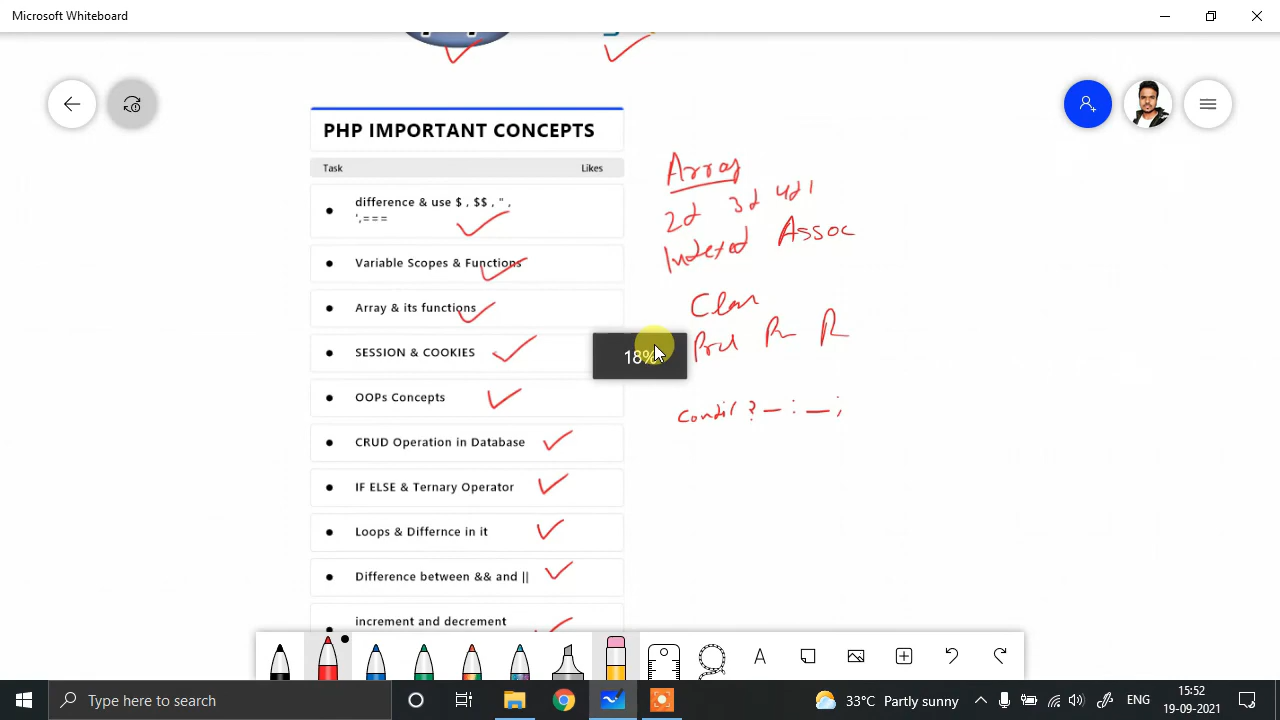 Microsoft Whiteboard
PHP IMPORTANT CONCEPTS
Task Likes
difference & use $ , $$ , " ,
',===
Variable Scopes & Functions
Array & its functions
SESSION & COOKIES
OOPs Concepts
CRUD Operation in Database
IF ELSE & Ternary Operator
Loops & Differnce in it
Difference between && and ||
increment and decrement
Array
2d 3d 4d
Indexed Assoc
condit ? — : — ;
18%
Type here to search
33°C Partly sunny
ENG
15:52
19-09-2021